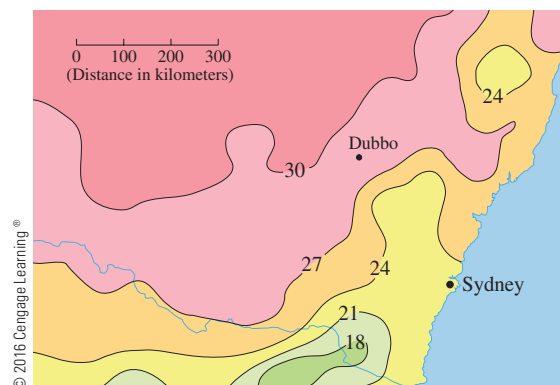 0 100 200 300
(Distance in kilometers)
24
Dubbo
30
27
24
Sydney
21
18
© 2016 Cengage Learning ®